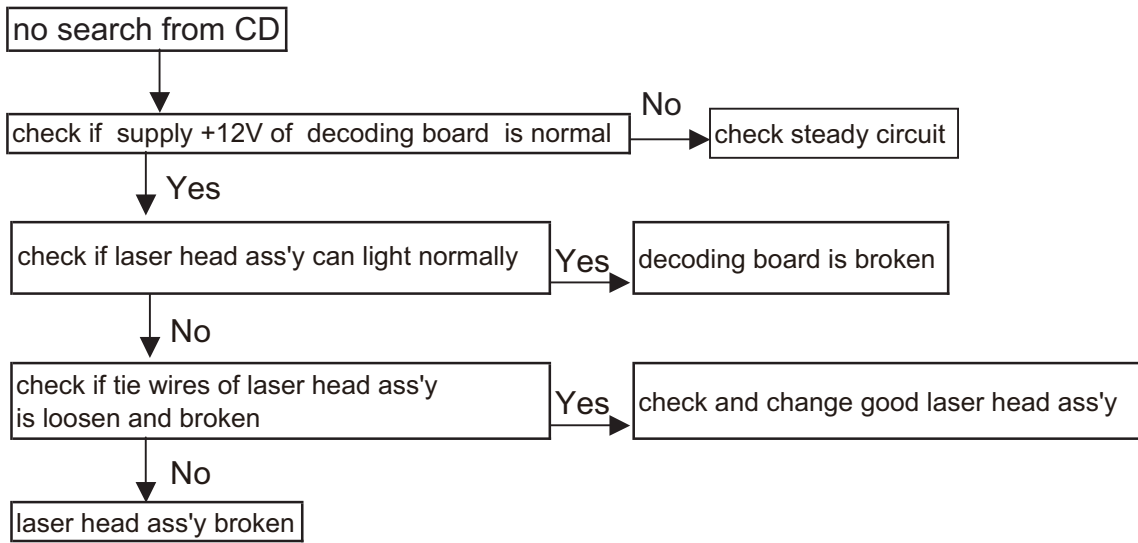 no search from CD
check if supply +12V of decoding board is normal
No
check steady circuit
Yes
check if laser head ass'y can light normally
Yes
decoding board is broken
No
check if tie wires of laser head ass'y
is loosen and broken
Yes
check and change good laser head ass'y
No
laser head ass'y broken